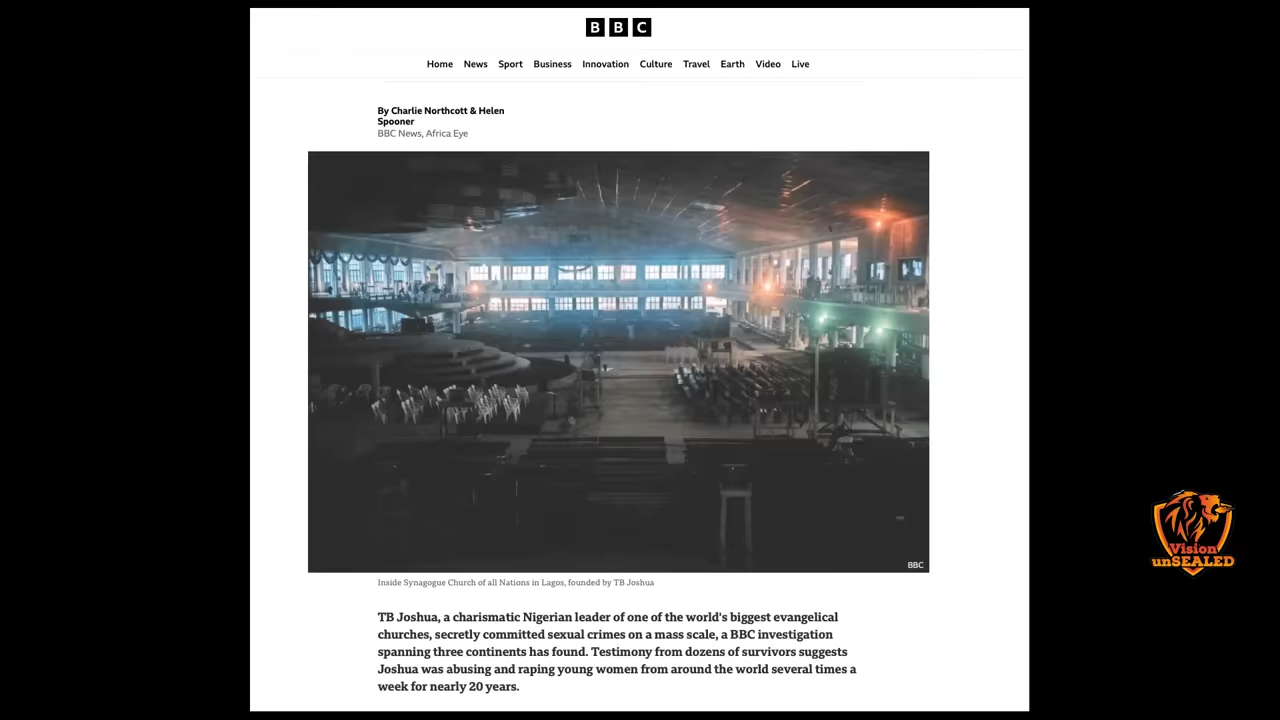 BBC
Home News Sport Business Innovation Culture Travel Earth Video Live
By Charlie Northcott & Helen
Spooner
BBC News, Africa Eye
BBC
Inside Synagogue Church of all Nations in Lagos, founded by TB Joshua
TB Joshua, a charismatic Nigerian leader of one of the world's biggest evangelical
churches, secretly committed sexual crimes on a mass scale, a BBC investigation
spanning three continents has found. Testimony from dozens of survivors suggests
Joshua was abusing and raping young women from around the world several times a
week for nearly 20 years.
Vision
unSEALED